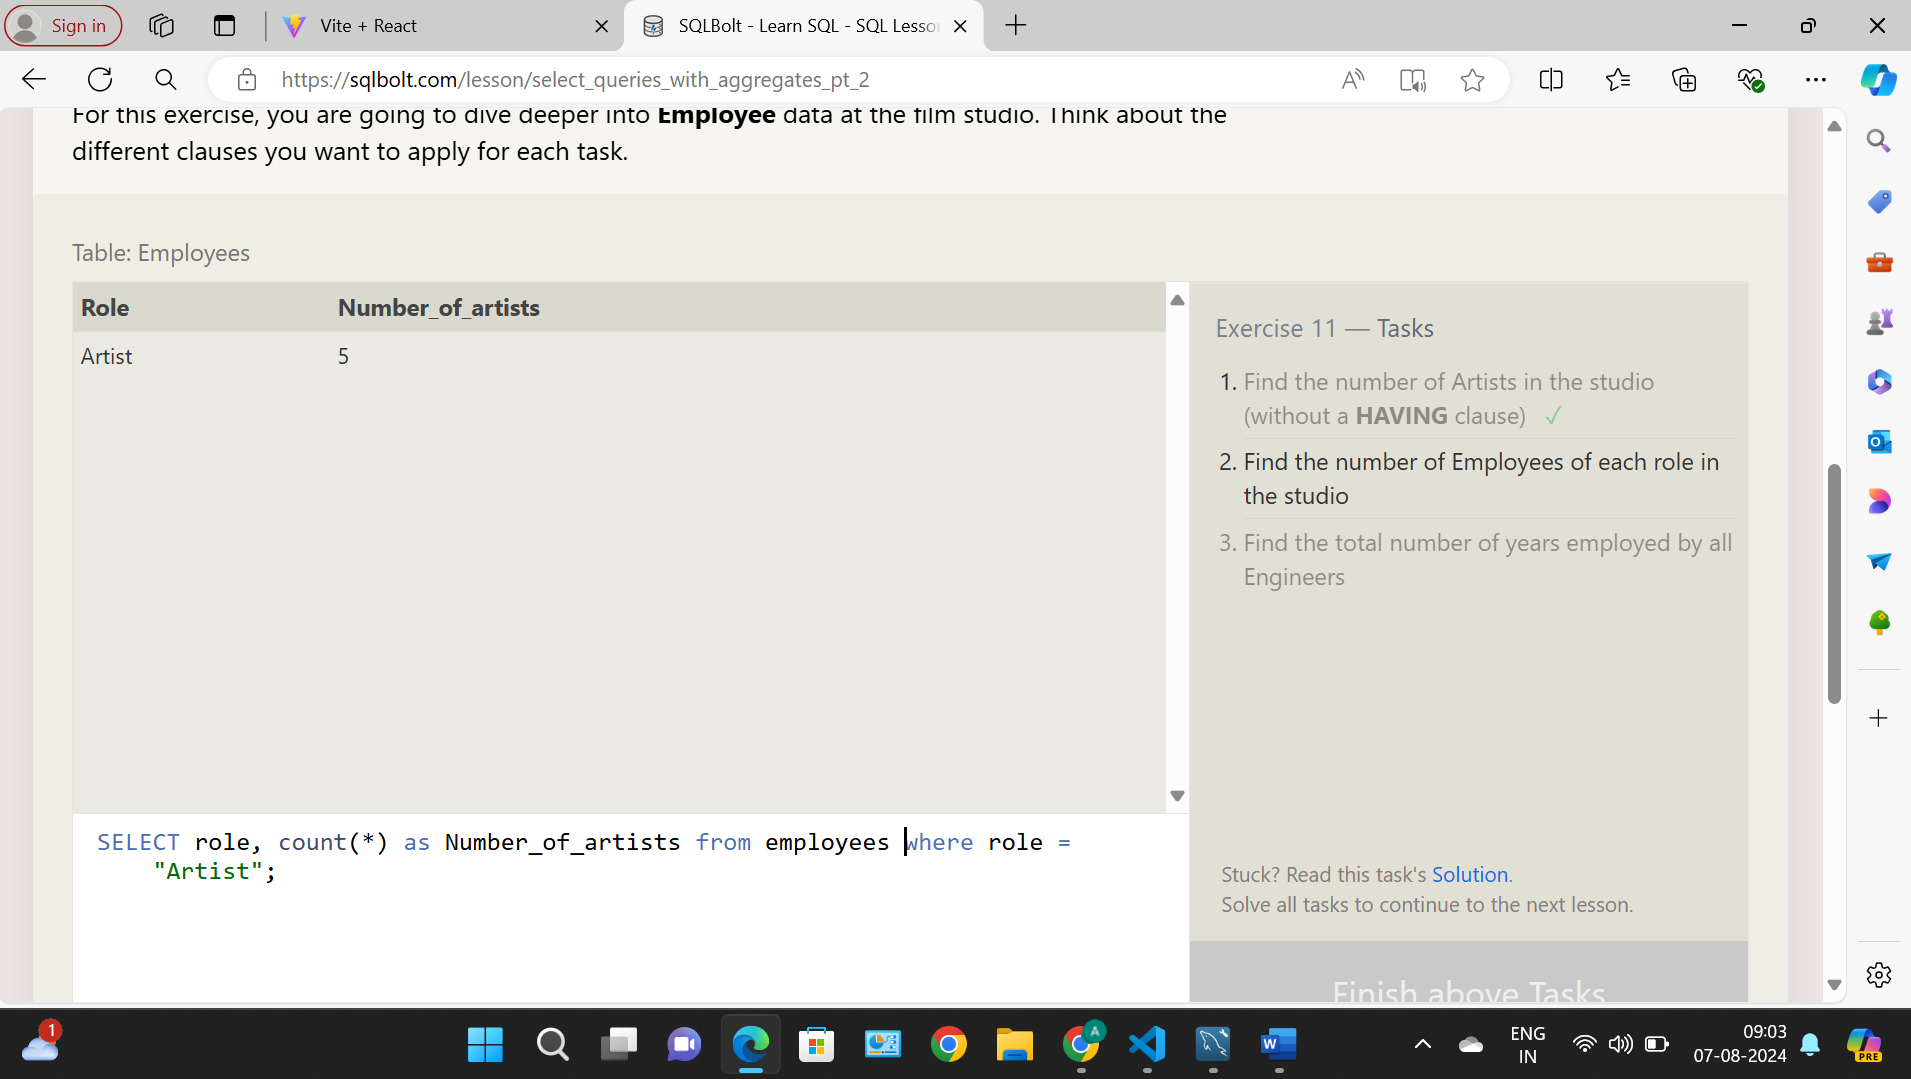 Sign in
Vite + React
SQLBolt - Learn SQL - SQL Lesso
https://sqlbolt.com/lesson/select_queries_with_aggregates_pt_2
For this exercise, you are going to dive deeper into Employee data at the film studio. Think about the
different clauses you want to apply for each task.
Table: Employees
Role Number_of_artists
Artist 5
Exercise 11 — Tasks
1. Find the number of Artists in the studio
(without a HAVING clause) ✓
2. Find the number of Employees of each role in
the studio
3. Find the total number of years employed by all
Engineers
SELECT role, count(*) as Number_of_artists from employees where role =
"Artist";
Stuck? Read this task's Solution.
Solve all tasks to continue to the next lesson.
Finish above Tasks
1
A
W
ENG
IN
09:03
07-08-2024
PRE